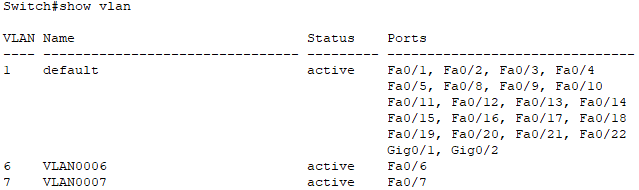 Switch#show vlan
VLAN Name                             Status    Ports
---- -------------------------------- --------- -------------------------------
1    default                          active    Fa0/1, Fa0/2, Fa0/3, Fa0/4
                                                Fa0/5, Fa0/8, Fa0/9, Fa0/10
                                                Fa0/11, Fa0/12, Fa0/13, Fa0/14
                                                Fa0/15, Fa0/16, Fa0/17, Fa0/18
                                                Fa0/19, Fa0/20, Fa0/21, Fa0/22
                                                Gig0/1, Gig0/2
6    VLAN0006                         active    Fa0/6
7    VLAN0007                         active    Fa0/7